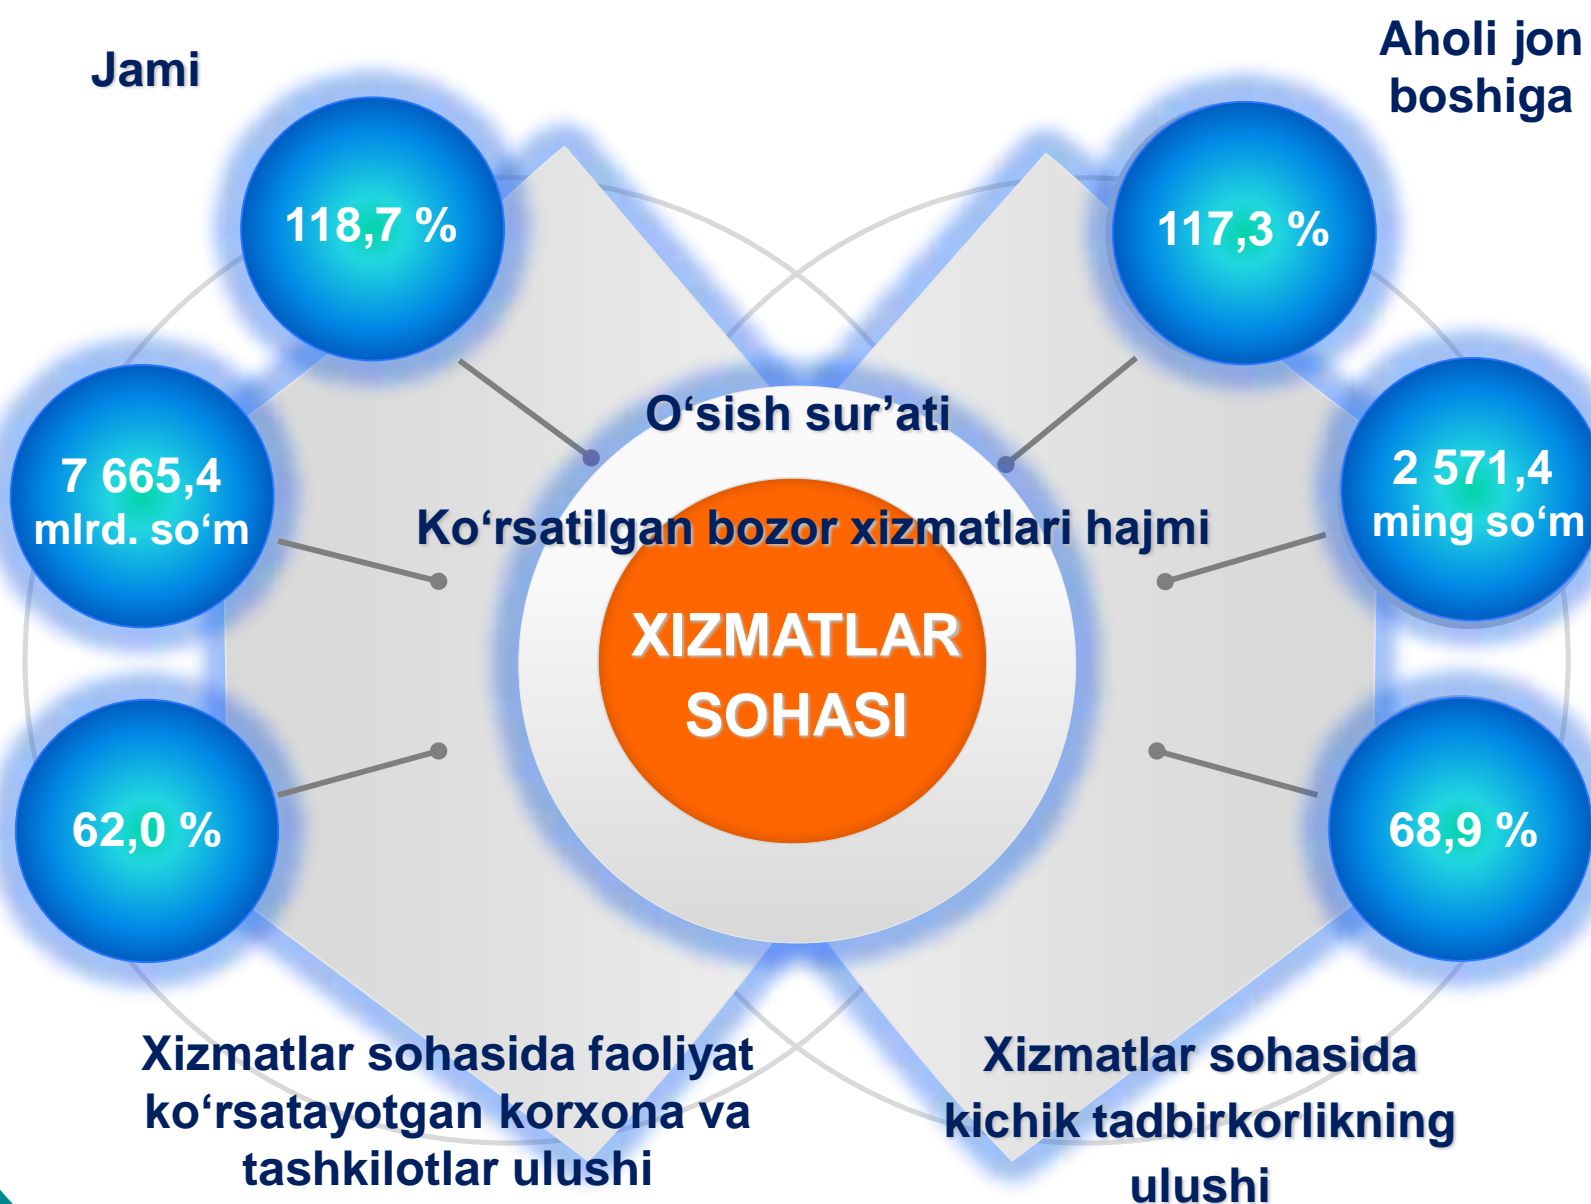 Jami
Aholi jon
boshiga
118,7 %
117,3 %
O‘sish sur’ati
7 665,4
mlrd. so‘m
2 571,4
ming so‘m
Ko‘rsatilgan bozor xizmatlari hajmi
XIZMATLAR
SOHASI
62,0 %
68,9 %
Xizmatlar sohasida faoliyat
ko‘rsatayotgan korxona va
tashkilotlar ulushi
Xizmatlar sohasida
kichik tadbirkorlikning
ulushi